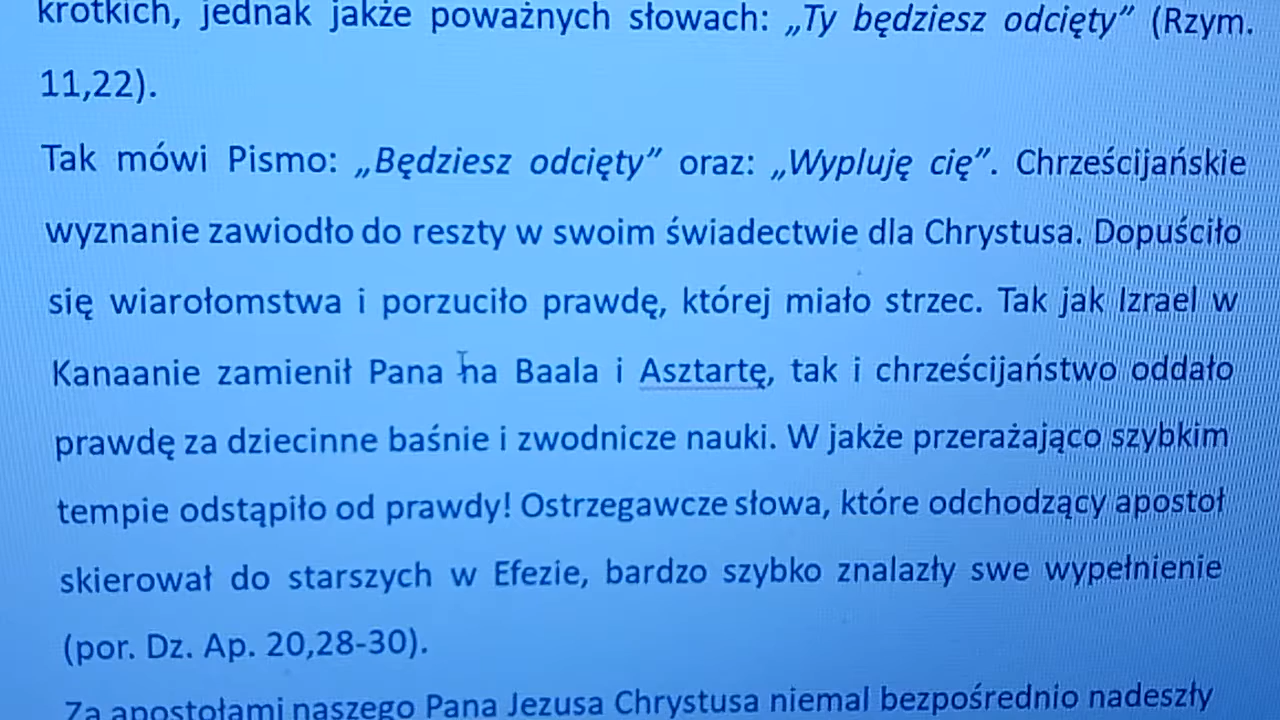 krótkich, jednak jakże poważnych słowach: „Ty będziesz odcięty” (Rzym.
11,22).
Tak mówi Pismo: „Będziesz odcięty” oraz: „Wypluję cię”. Chrześcijańskie
wyznanie zawiodło do reszty w swoim świadectwie dla Chrystusa. Dopuściło
się wiarołomstwa i porzuciło prawdę, której miało strzec. Tak jak Izrael w
Kanaanie zamienił Pana na Baala i Asztartę, tak i chrześcijaństwo oddało
prawdę za dziecinne baśnie i zwodnicze nauki. W jakże przerażająco szybkim
tempie odstąpiło od prawdy! Ostrzegawcze słowa, które odchodzący apostoł
skierował do starszych w Efezie, bardzo szybko znalazły swe wypełnienie
(por. Dz. Ap. 20,28-30).
Za apostołami naszego Pana Jezusa Chrystusa niemal bezpośrednio nadeszły